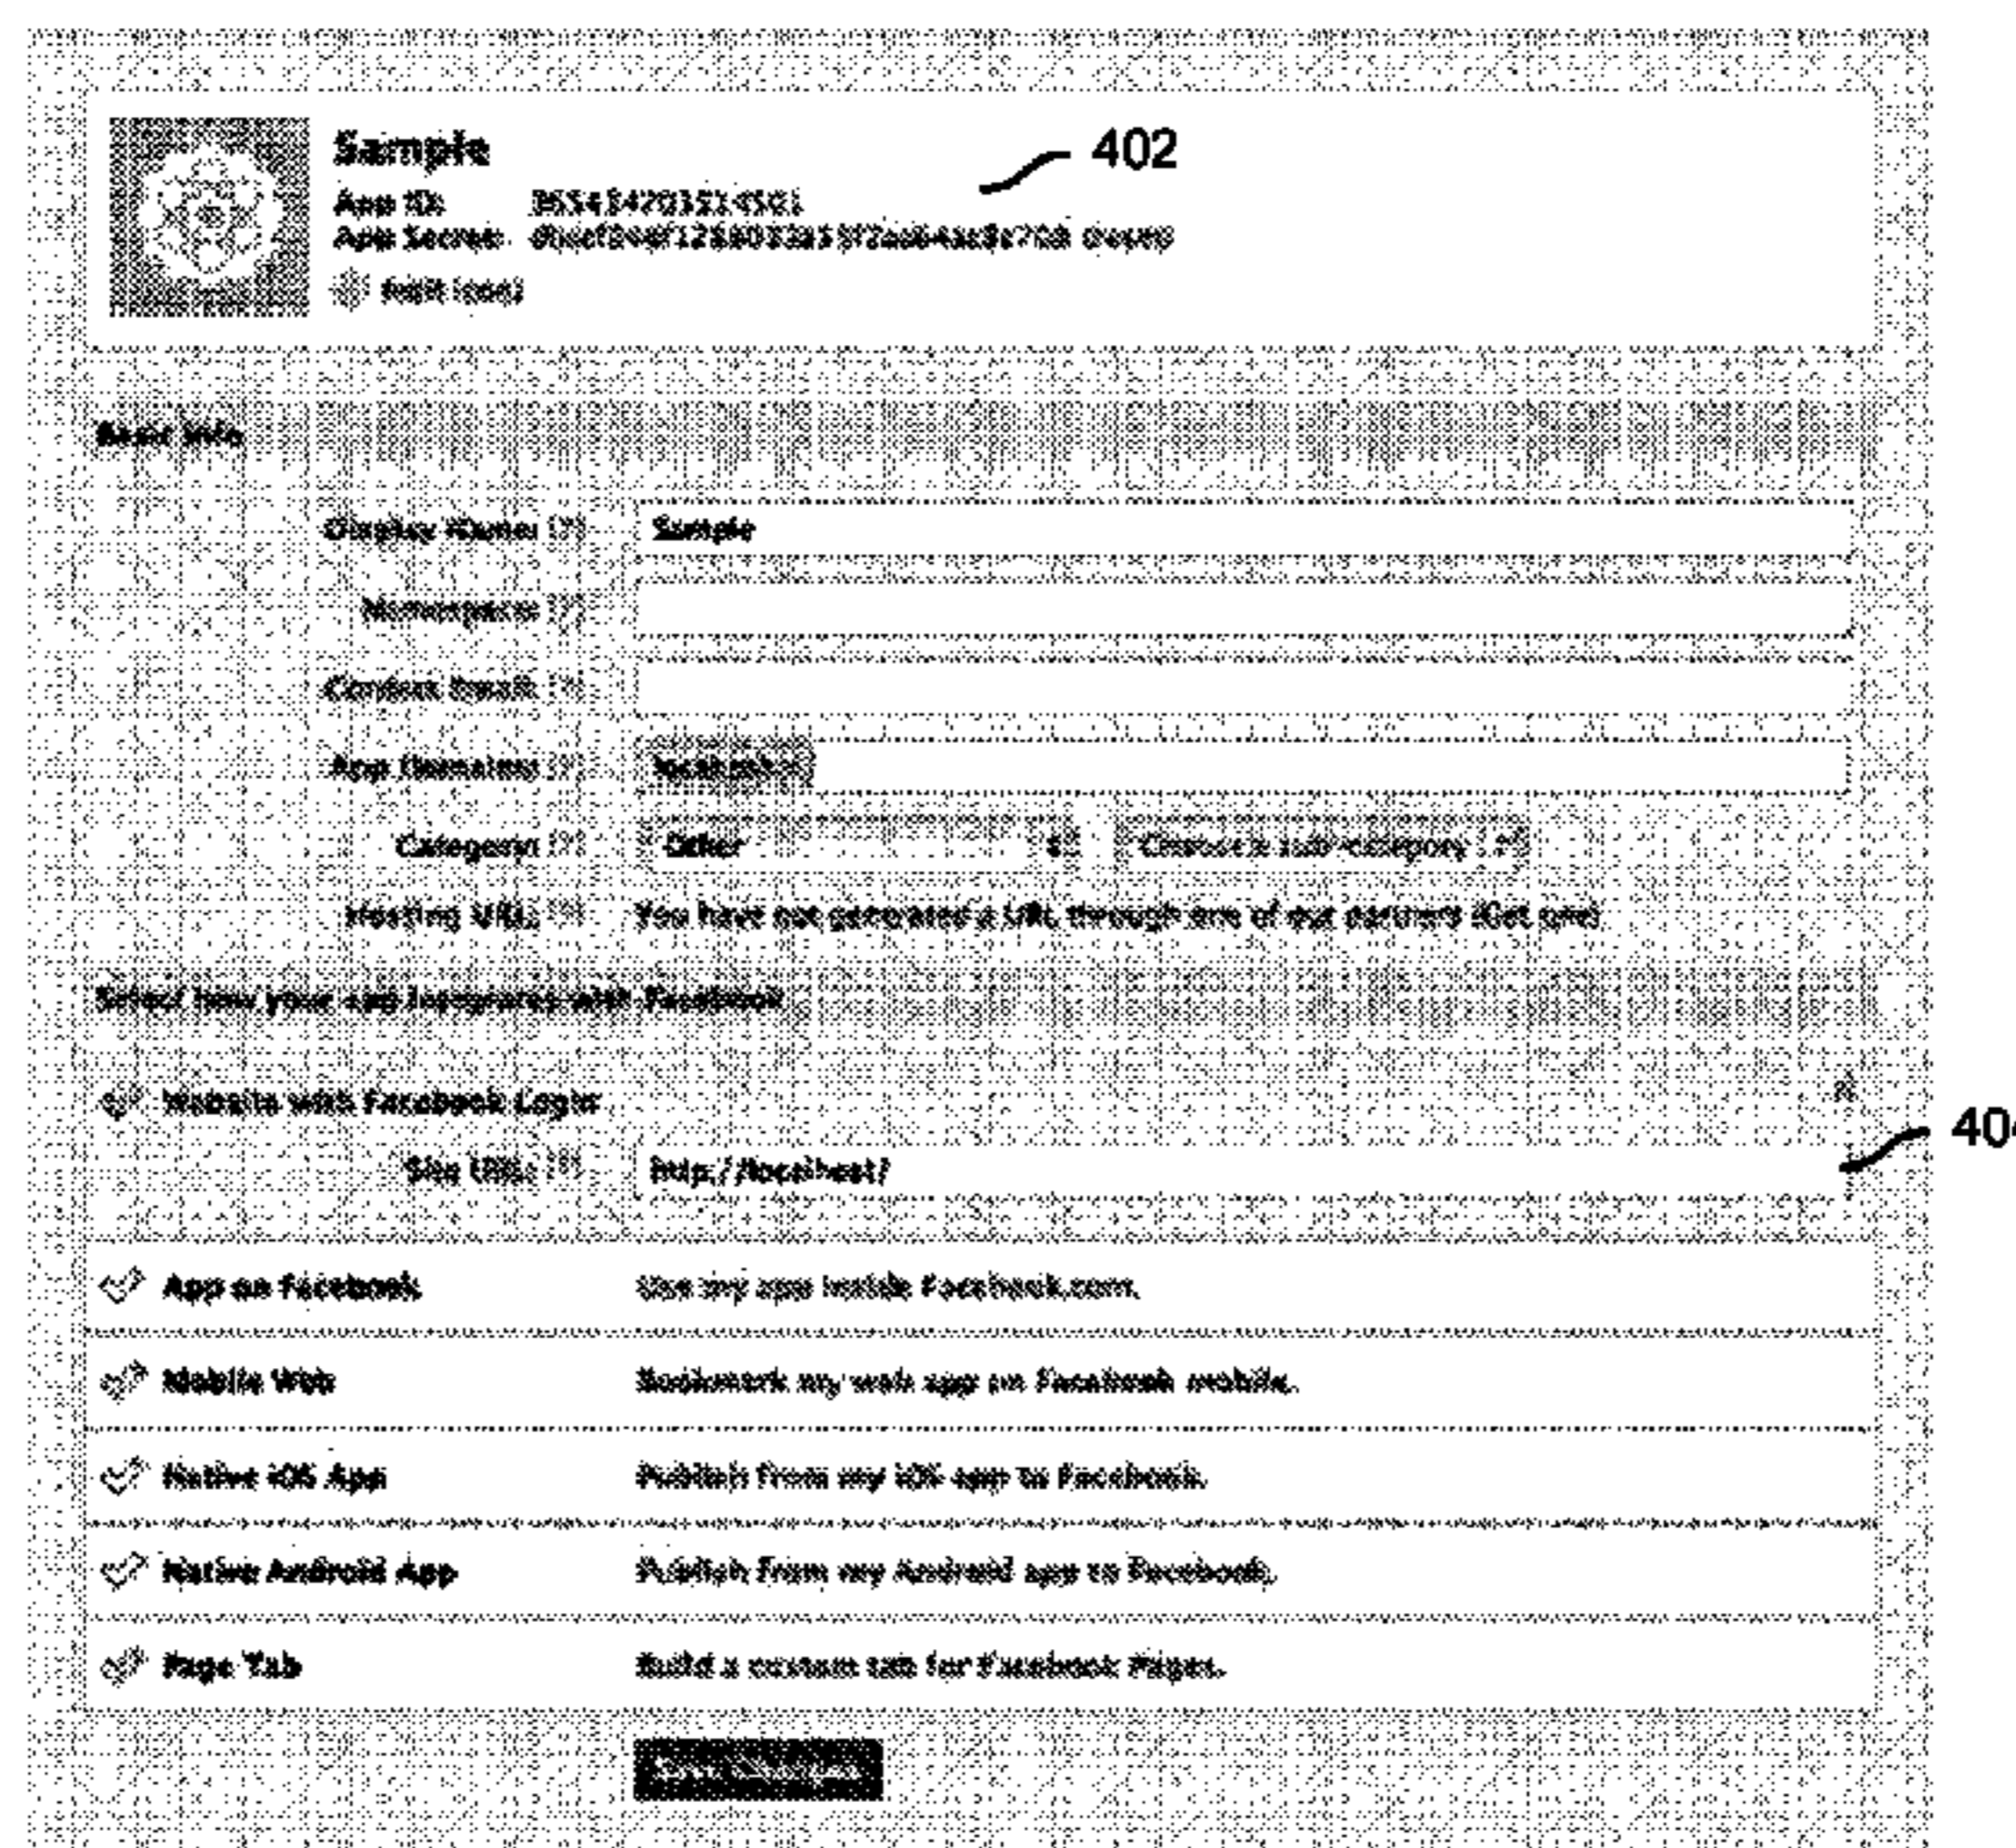 Sample
402
App ID:
App Secret: (reset)
Basic Info
Display Name: [?] Sample
Namespace: [?]
Contact Email: [?]
App Domains: [?] localhost
Category: [?] Other Choose a sub-category
Hosting URL: [?] You have not generated a URL through one of our partners (Get one)
Select how your app integrates with Facebook
Website with Facebook Login
404
Site URL: [?] http://localhost/
App on Facebook Use my app inside Facebook.com.
Mobile Web Bookmark my web app on Facebook mobile.
Native iOS App Publish from my iOS app to Facebook.
Native Android App Publish from my Android app to Facebook.
Page Tab Build a custom tab for Facebook Pages.
Save Changes